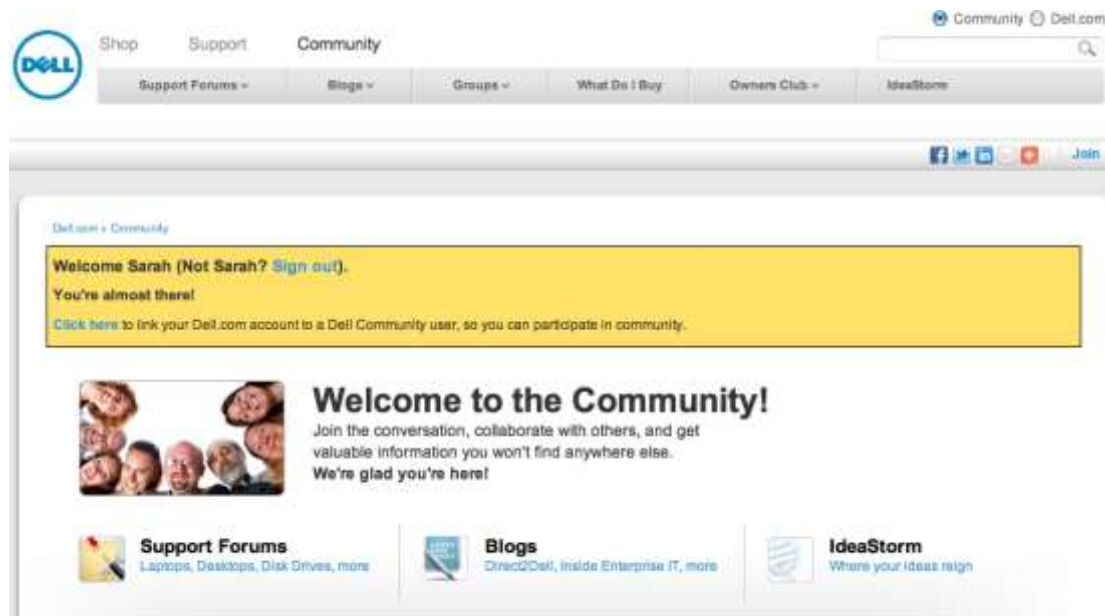 Community Dell.com
DELL
Shop Support Community
Support Forums Blogs Groups What Do I Buy Owners Club IdeaStorm
Join
Dell.com » Community
Welcome Sarah (Not Sarah? Sign out).
You're almost there!
Click here to link your Dell.com account to a Dell Community user, so you can participate in community.
Welcome to the Community!
Join the conversation, collaborate with others, and get
valuable information you won't find anywhere else.
We're glad you're here!
Support Forums
Laptops, Desktops, Disk Drives, more
Blogs
Direct2Dell, Inside Enterprise IT, more
IdeaStorm
Where your ideas reign